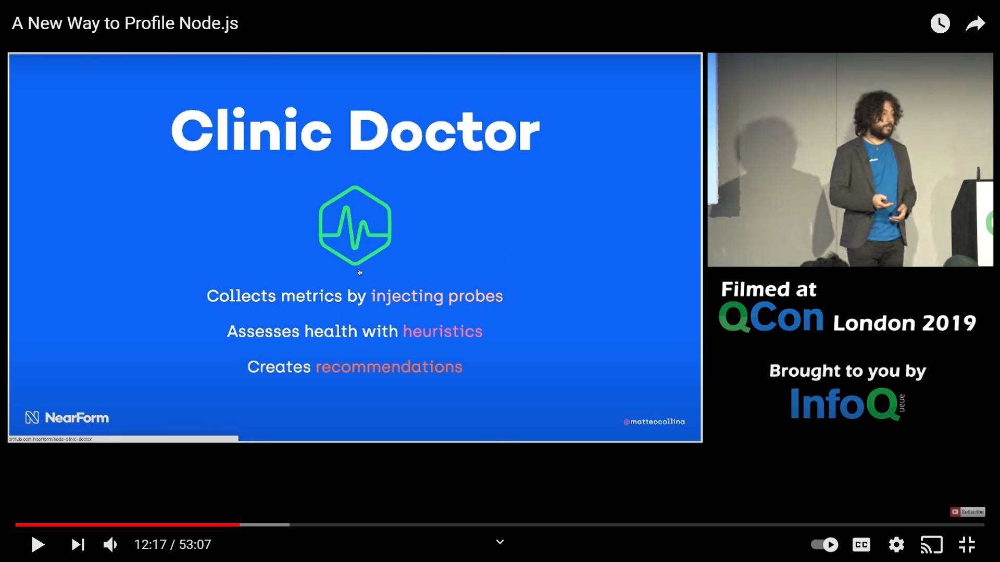 A New Way to Profile Node.js
Clinic Doctor
Collects metrics by injecting probes
Assesses health with heuristics
Creates recommendations
NearForm
@matteocollina
github.com/nearform/node-clinic-doctor
Filmed at
QCon London 2019
Brought to you by
InfoQ
ueue
Subscribe
12:17 / 53:07
CC